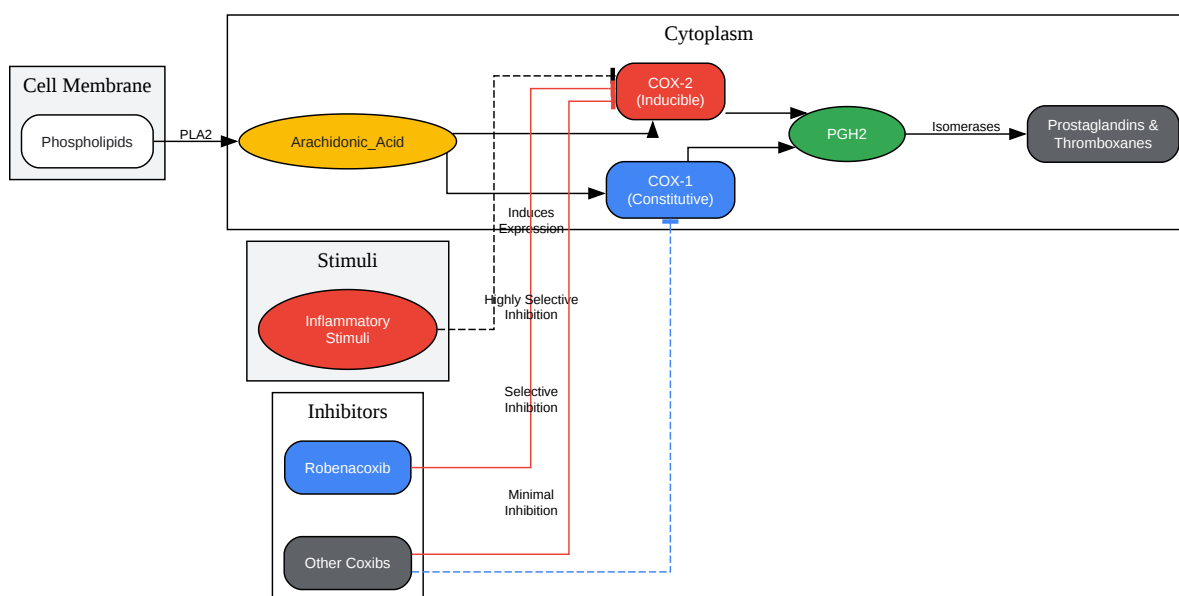 Cytoplasm
Cell Membrane
Phospholipids
PLA2
Arachidonic_Acid
COX-2
(Inducible)
COX-1
(Constitutive)
PGH2
Isomerases
Prostaglandins &
Thromboxanes
Induces
Expression
Stimuli
Inflammatory
Stimuli
Highly Selective
Inhibition
Selective
Inhibition
Inhibitors
Robenacoxib
Minimal
Inhibition
Other Coxibs